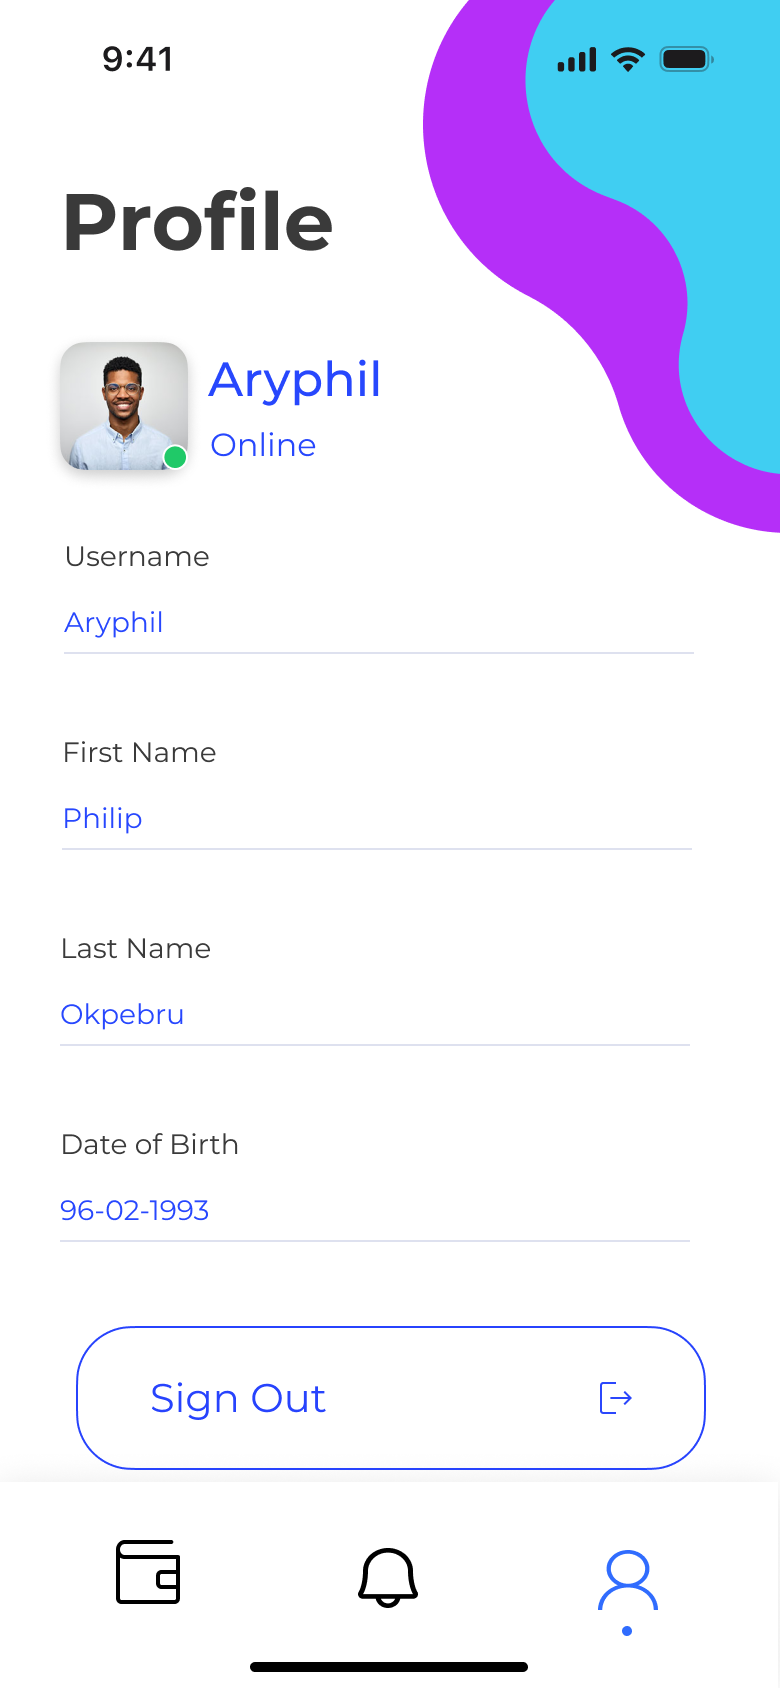 9:41
Profile
Aryphil
Online
Username
Aryphil
First Name
Philip
Last Name
Okpebru
Date of Birth
96-02-1993
Sign Out